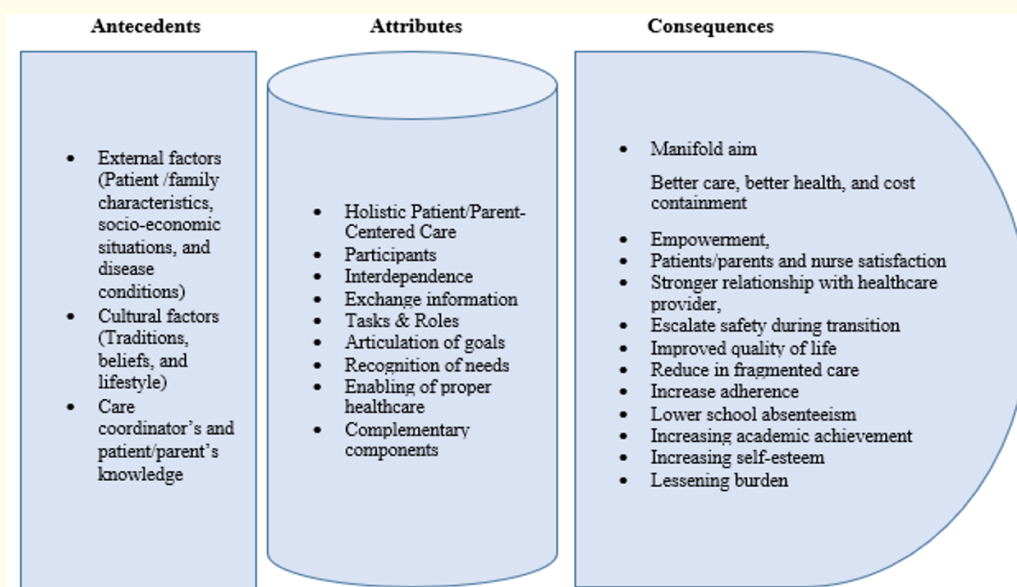 Antecedents
Attributes
Consequences
• External factors
(Patient /family
characteristics,
socio-economic
situations, and
disease
conditions)
• Cultural factors
(Traditions,
beliefs, and
lifestyle)
• Care
coordinator's and
patient/parent's
knowledge
• Holistic Patient/Parent-
Centered Care
• Participants
• Interdependence
• Exchange information
• Tasks & Roles
• Articulation of goals
• Recognition of needs
• Enabling of proper
healthcare
• Complementary
components
• Manifold aim
Better care, better health, and cost
containment
• Empowerment,
• Patients/parents and nurse satisfaction
• Stronger relationship with healthcare
provider,
• Escalate safety during transition
• Improved quality of life
• Reduce in fragmented care
• Increase adherence
• Lower school absenteeism
• Increasing academic achievement
• Increasing self-esteem
• Lessening burden